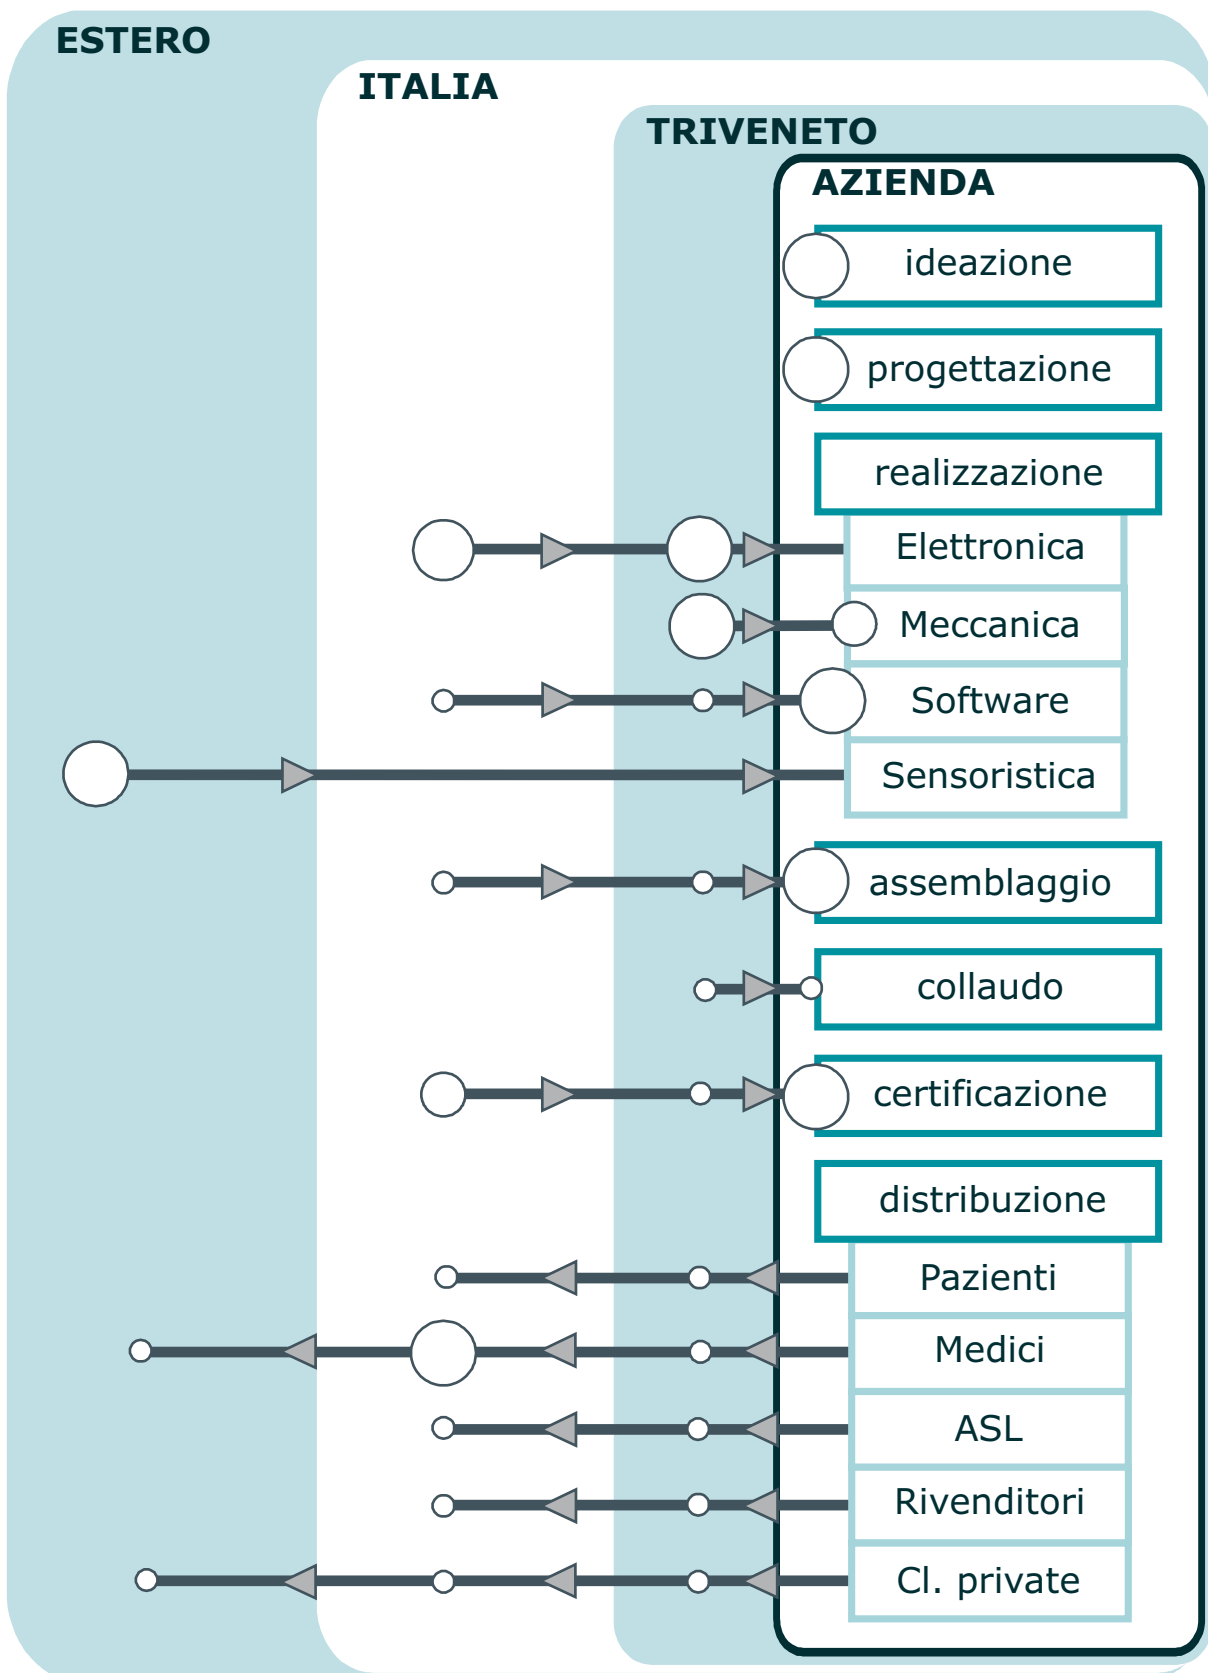 ESTERO
ITALIA
TRIVENETO
AZIENDA
ideazione
progettazione
realizzazione
Elettronica
Meccanica
Software
Sensoristica
assemblaggio
collaudo
certificazione
distribuzione
Pazienti
Medici
ASL
Rivenditori
Cl. private